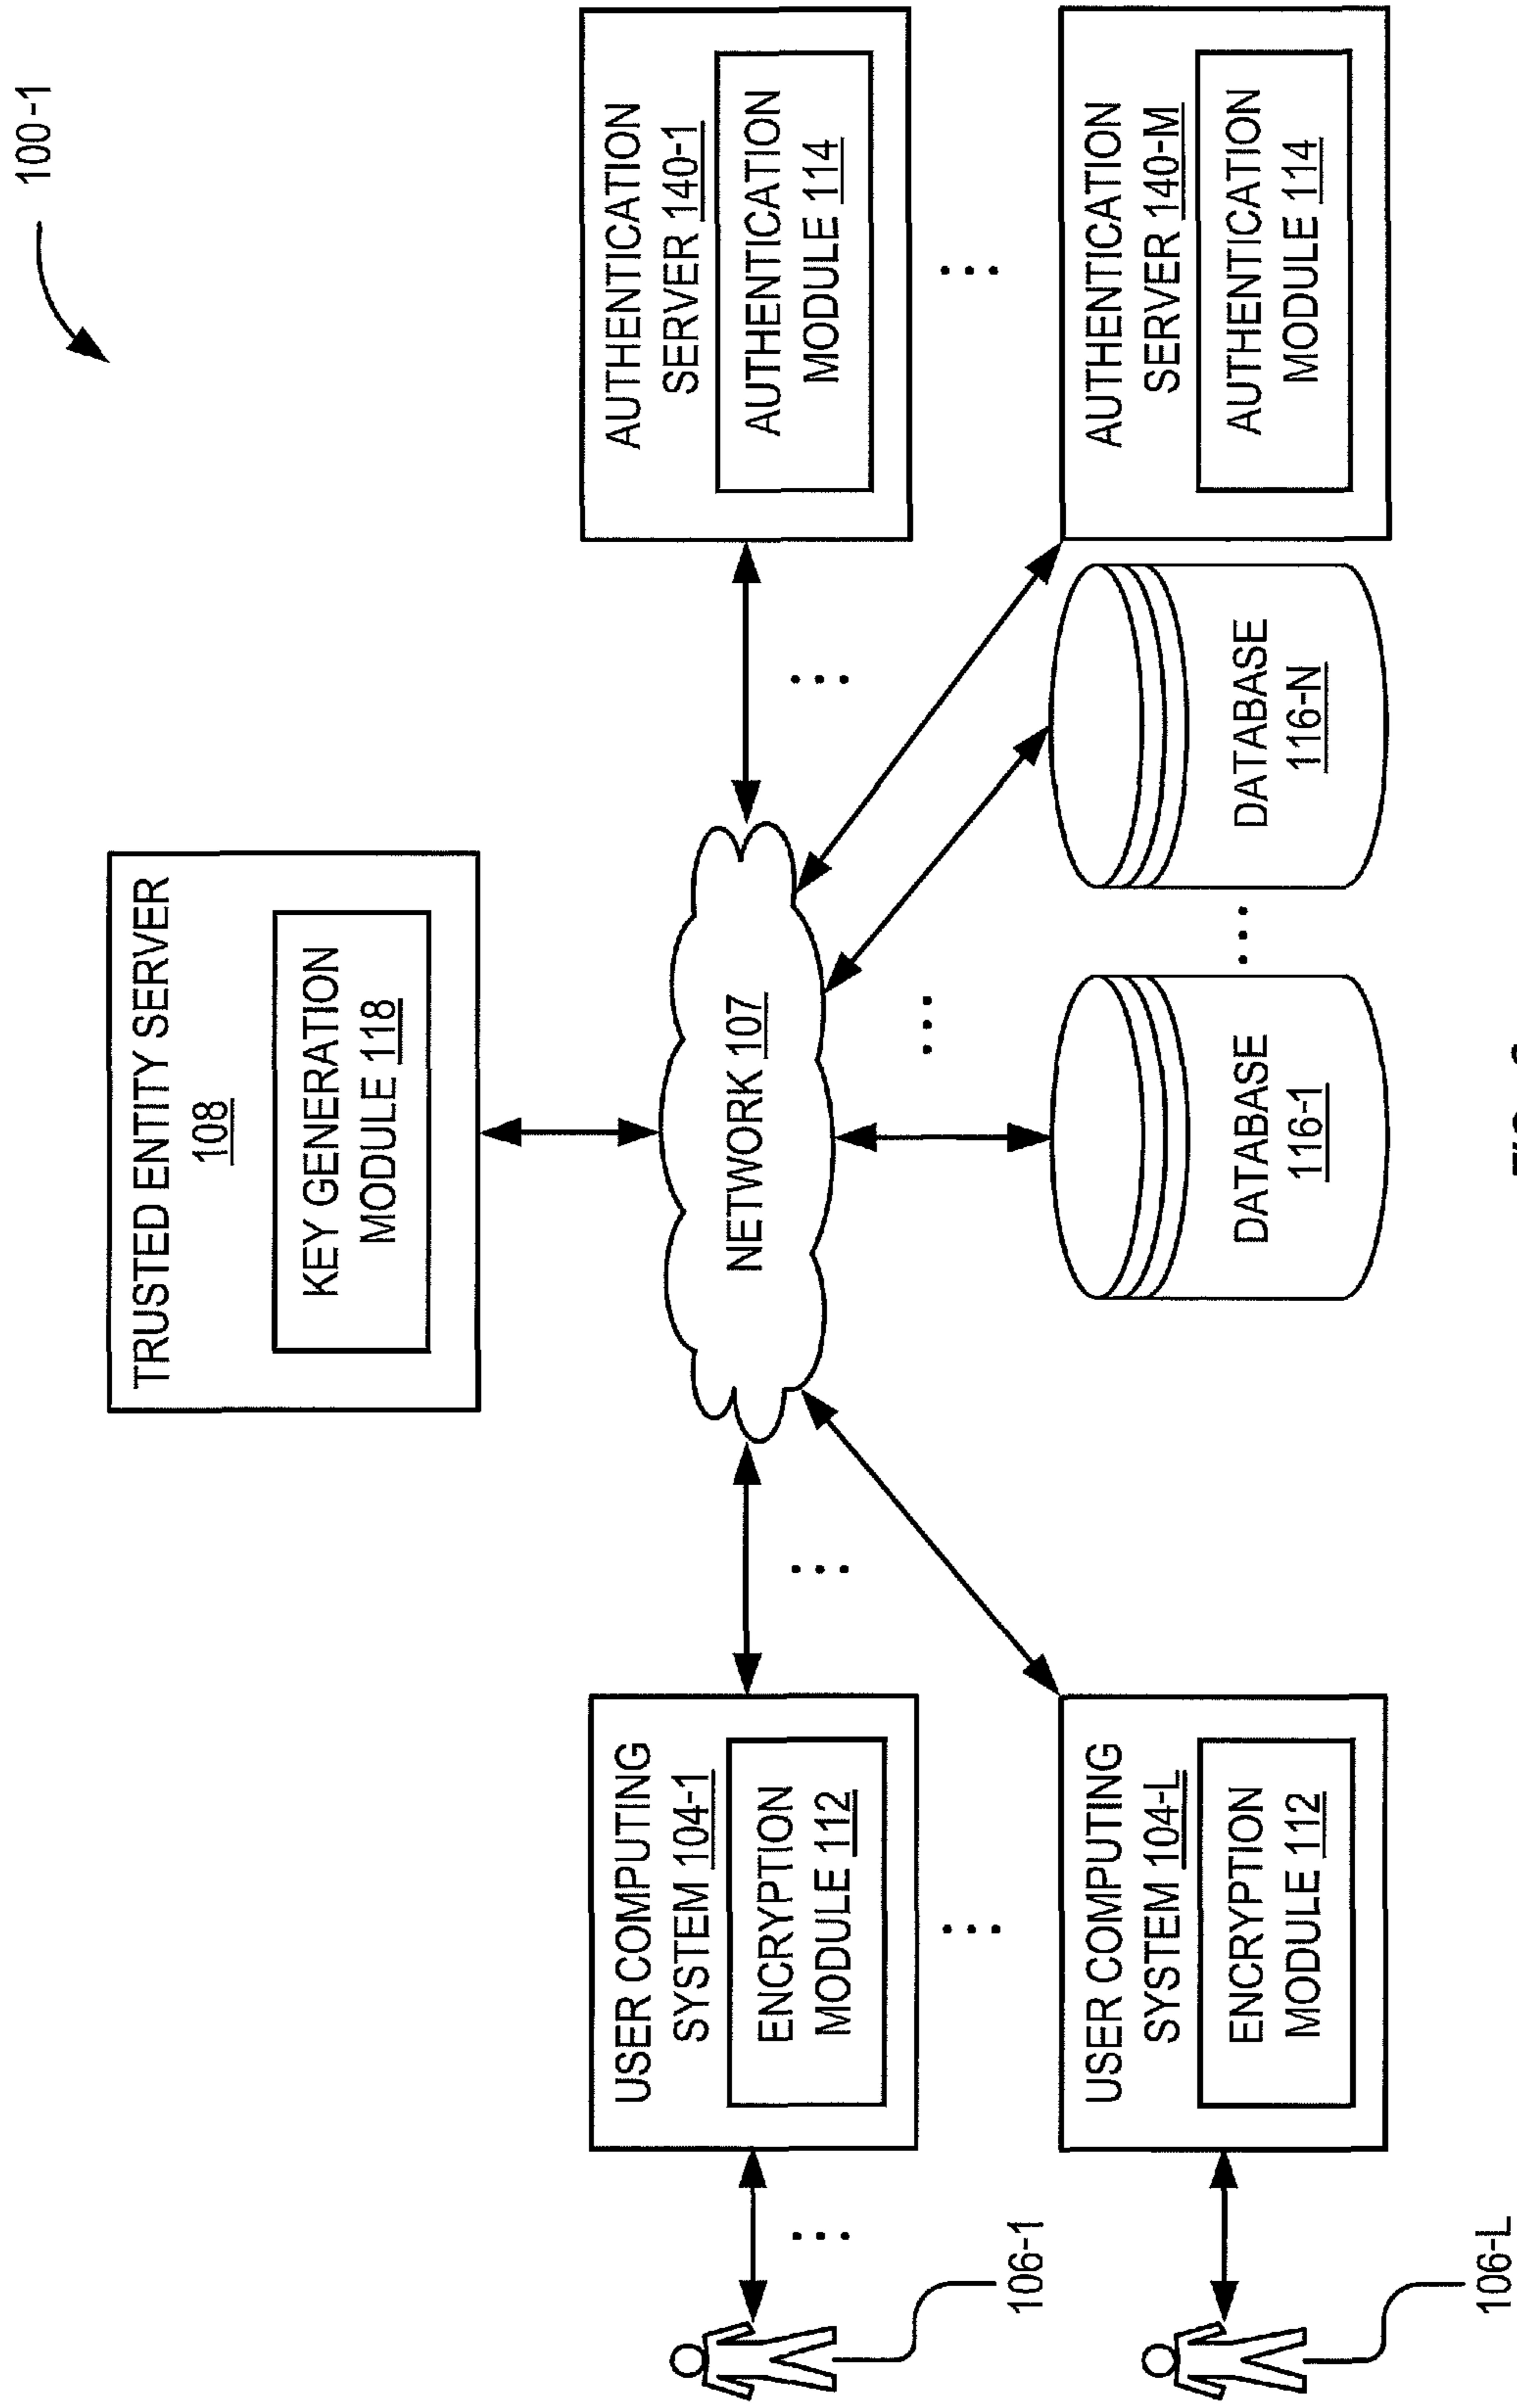 100-1
TRUSTED ENTITY SERVER
108
KEY GENERATION
MODULE 118
USER COMPUTING
SYSTEM 104-1
ENCRYPTION
MODULE 112
NETWORK 107
AUTHENTICATION
SERVER 140-1
AUTHENTICATION
MODULE 114
106-1
USER COMPUTING
SYSTEM 104-L
ENCRYPTION
MODULE 112
DATABASE
116-1
DATABASE
116-N
AUTHENTICATION
SERVER 140-M
AUTHENTICATION
MODULE 114
106-L